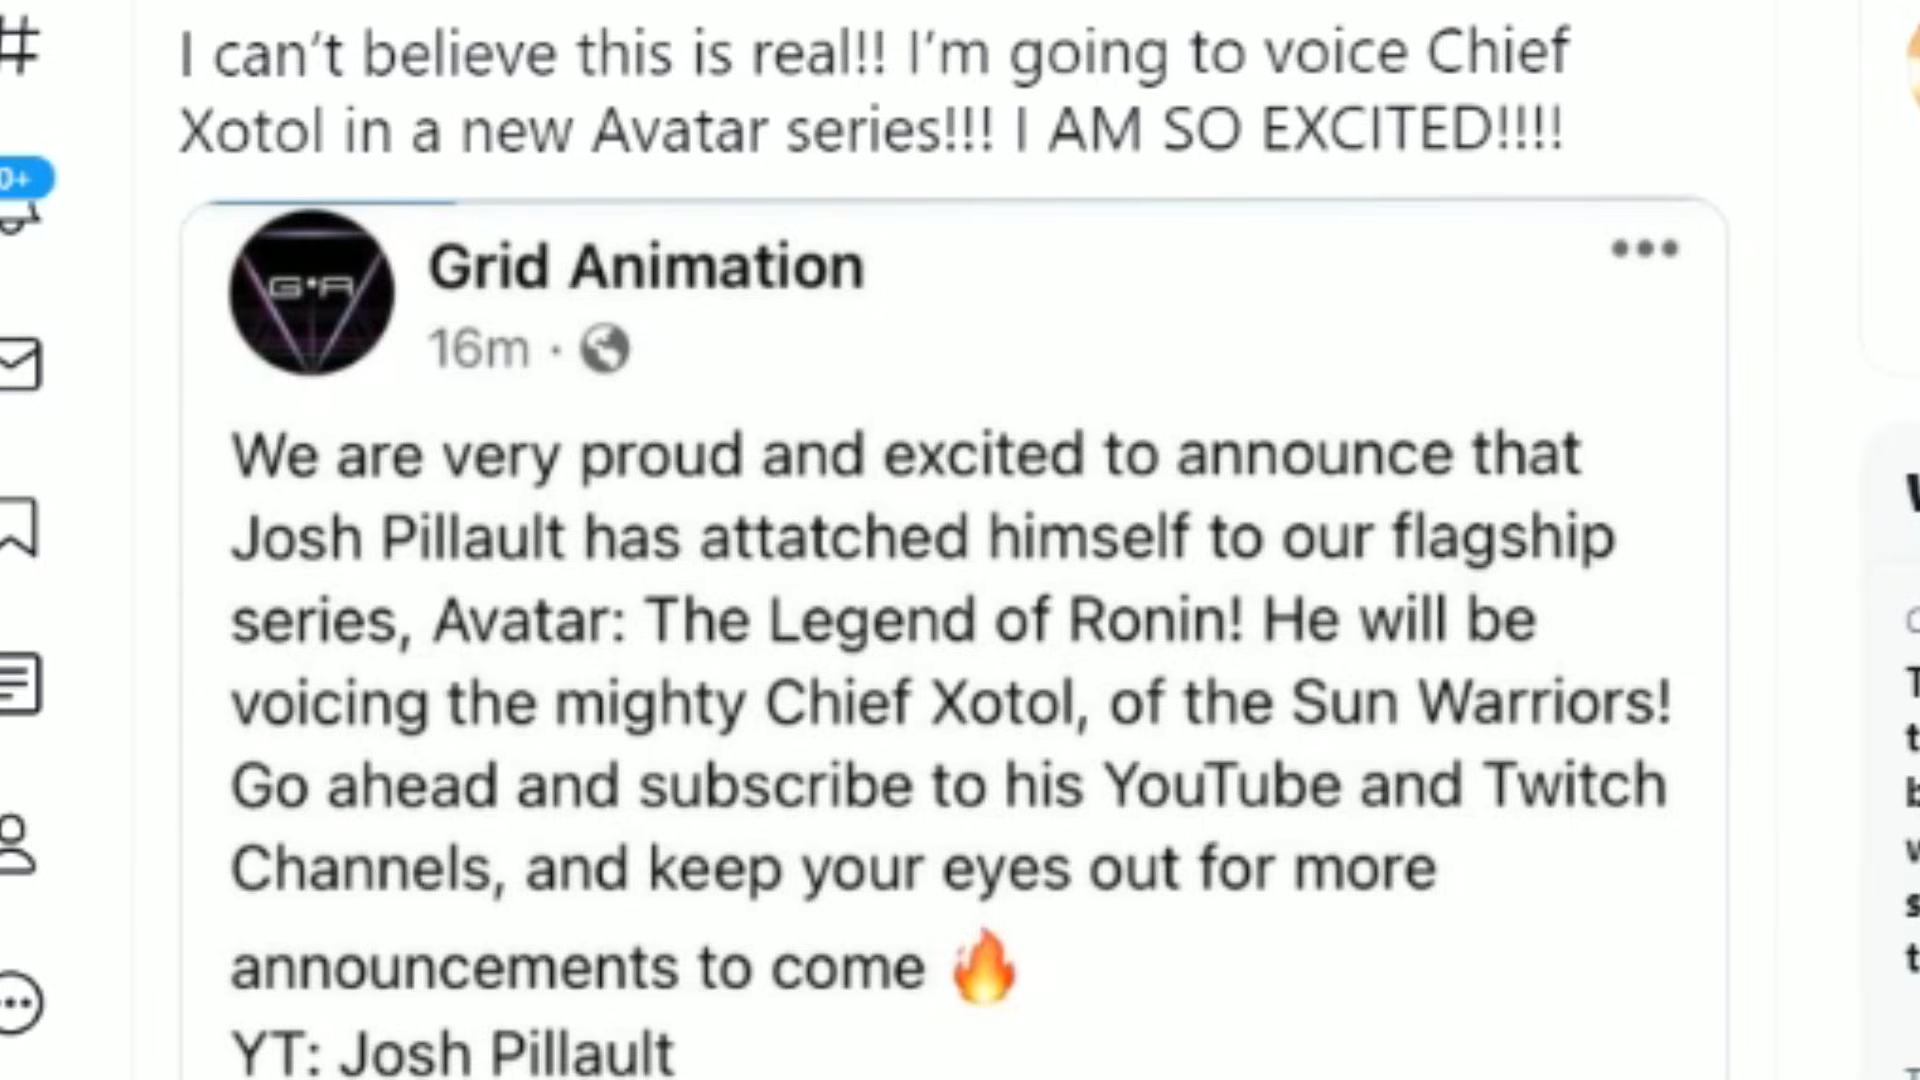 I can't believe this is real!! I'm going to voice Chief
Xotol in a new Avatar series!!! I AM SO EXCITED!!!!
0+
G•A
Grid Animation
16m ·
We are very proud and excited to announce that
Josh Pillault has attatched himself to our flagship
series, Avatar: The Legend of Ronin! He will be
voicing the mighty Chief Xotol, of the Sun Warriors!
Go ahead and subscribe to his YouTube and Twitch
Channels, and keep your eyes out for more
announcements to come 🔥
YT: Josh Pillault